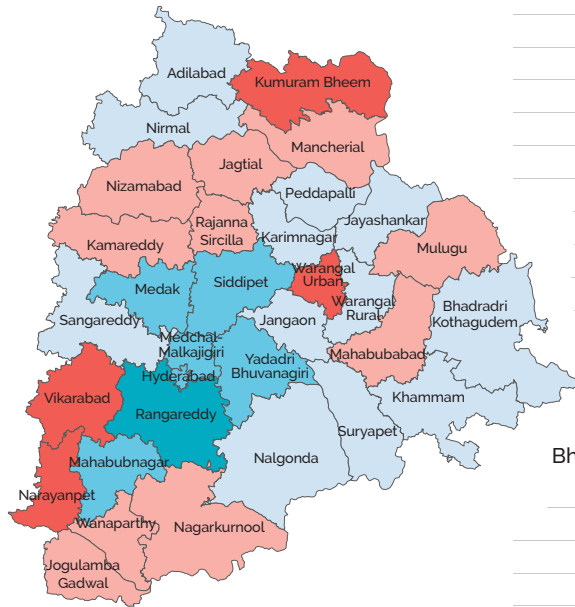 Adilabad
Kumuram Bheem
Nirmal
Mancherial
Jagtial
Nizamabad
Peddapalli
Rajanna
Sircilla
Jayashankar
Karimnagar
Kamareddy
Mulugu
Warangal
Urban
Siddipet
Medak
Warangal
Rural
Bhadradri
Kothagudem
Sangareddy
Jangaon
Medchal-
Malkajigiri
Mahabubabad
Yadadri
Bhuvanagiri
Hyderabad
Vikarabad
Khammam
Rangareddy
Suryapet
Nalgonda
Mahabubnagar
Bh
Narayanpet
Wanaparthy
Nagarkurnool
Jogulamba
Gadwal